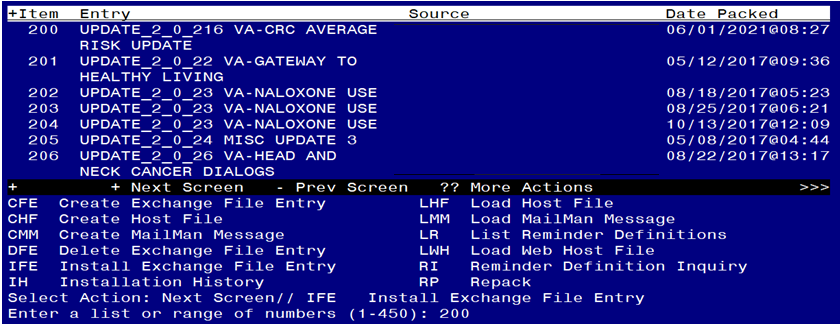 +Item   Entry   Source   Date Packed
200   UPDATE_2_0_216 VA-CRC AVERAGE   06/01/2021@08:27
RISK UPDATE
201   UPDATE_2_0_22 VA-GATEWAY TO   05/12/2017@09:36
HEALTHY LIVING
202   UPDATE_2_0_23 VA-NALOXONE USE   08/18/2017@05:23
203   UPDATE_2_0_23 VA-NALOXONE USE   08/25/2017@06:21
204   UPDATE_2_0_23 VA-NALOXONE USE   10/13/2017@12:09
205   UPDATE_2_0_24 MISC UPDATE 3   05/08/2017@04:44
206   UPDATE_2_0_26 VA-HEAD AND   08/22/2017@13:17
NECK CANCER DIALOGS
+   + Next Screen   - Prev Screen   ?? More Actions   >>>
CFE   Create Exchange File Entry   LHF   Load Host File
CHF   Create Host File   LMM   Load MailMan Message
CMM   Create MailMan Message   LR   List Reminder Definitions
DFE   Delete Exchange File Entry   LWH   Load Web Host File
IFE   Install Exchange File Entry   RI   Reminder Definition Inquiry
IH   Installation History   RP   Repack
Select Action: Next Screen// IFE   Install Exchange File Entry
Enter a list or range of numbers (1-450): 200